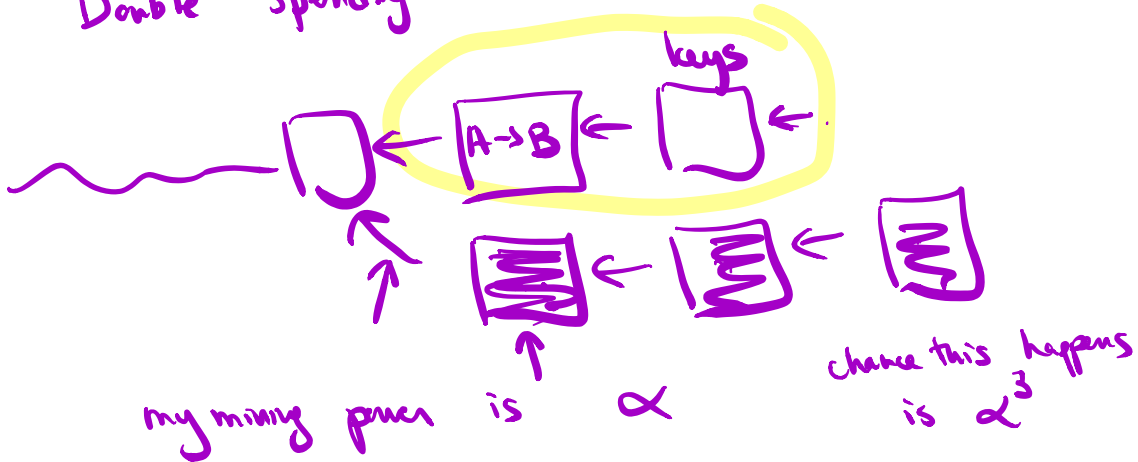 Double spending
keys
A→B
chance this happens
is α³
my mining power is α